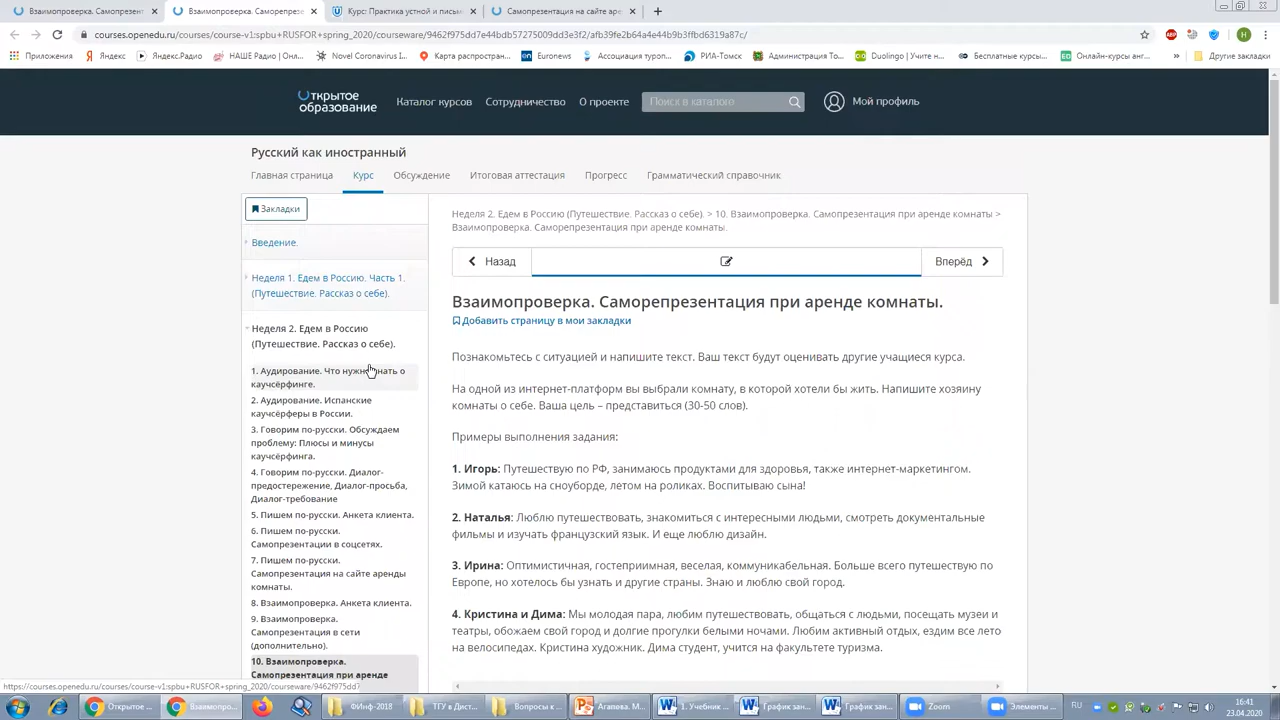 Взаимопроверка. Самопрезен
Взаимопроверка. Саморепрезе
Курс: Практика устной и письм
Самопрезентация на сайте арен
https://courses.openedu.ru/courses/course-v1:spbu+RUSFOR+spring_2020/courseware/9462f975dd7e44bdb57275009dd3e3f2/afb39fe2b64a4e44b9b3ffbd6319a87c/
Приложения
Яндекс
Яндекс.Радио
НАШЕ РАДИО | Онл...
Novel Coronavirus I...
Карта распростран...
Euronews
Ассоциация туроп...
РИА-Томск
Администрация То...
Duolingo | Учите н...
Бесплатные курсы...
Онлайн-курсы анг...
»
Другие закладки
Открытое образование
Каталог курсов
Сотрудничество
О проекте
Поиск в каталоге
Мой профиль
Русский как иностранный
Главная страница
Курс
Обсуждение
Итоговая аттестация
Прогресс
Грамматический справочник
Закладки
Введение.
Неделя 1. Едем в Россию. Часть 1.
(Путешествие. Рассказ о себе).
Неделя 2. Едем в Россию
(Путешествие. Рассказ о себе).
1. Аудирование. Что нужно знать о
каучсёрфинге.
2. Аудирование. Испанские
каучсёрферы в России.
3. Говорим по-русски. Обсуждаем
проблему: Плюсы и минусы
каучсёрфинга.
4. Говорим по-русски. Диалог-
предостережение, Диалог-просьба,
Диалог-требование
5. Пишем по-русски. Анкета клиента.
6. Пишем по-русски.
Самопрезентации в соцсетях.
7. Пишем по-русски.
Самопрезентация на сайте аренды
комнаты.
8. Взаимопроверка. Анкета клиента.
9. Взаимопроверка.
Самопрезентация в сети
(дополнительно).
10. Взаимопроверка.
Самопрезентация при аренде
Неделя 2. Едем в Россию (Путешествие. Рассказ о себе). > 10. Взаимопроверка. Самопрезентация при аренде комнаты >
Взаимопроверка. Саморепрезентация при аренде комнаты.
Назад
Вперёд
Взаимопроверка. Саморепрезентация при аренде комнаты.
Добавить страницу в мои закладки
Познакомьтесь с ситуацией и напишите текст. Ваш текст будут оценивать другие учащиеся курса.
На одной из интернет-платформ вы выбрали комнату, в которой хотели бы жить. Напишите хозяину
комнаты о себе. Ваша цель – представиться (30-50 слов).
Примеры выполнения задания:
1. Игорь: Путешествую по РФ, занимаюсь продуктами для здоровья, также интернет-маркетингом.
Зимой катаюсь на сноуборде, летом на роликах. Воспитываю сына!
2. Наталья: Люблю путешествовать, знакомиться с интересными людьми, смотреть документальные
фильмы и изучать французский язык. И еще люблю дизайн.
3. Ирина: Оптимистичная, гостеприимная, веселая, коммуникабельная. Больше всего путешествую по
Европе, но хотелось бы узнать и другие страны. Знаю и люблю свой город.
4. Кристина и Дима: Мы молодая пара, любим путешествовать, общаться с людьми, посещать музеи и
театры, обожаем свой город и долгие прогулки белыми ночами. Любим активный отдых, ездим все лето
на велосипедах. Кристина художник. Дима студент, учится на факультете туризма.
https://courses.openedu.ru/courses/course-v1:spbu+RUSFOR+spring_2020/courseware/9462f975dd7
Открытое ...
Взаимопо...
ФИнф-2018
ТГУ в Дист...
Вопросы к ...
Агапова. М...
1. Учебник ...
График зан...
График зан...
Zoom
Элементы ...
RU
16:41
23.04.2020